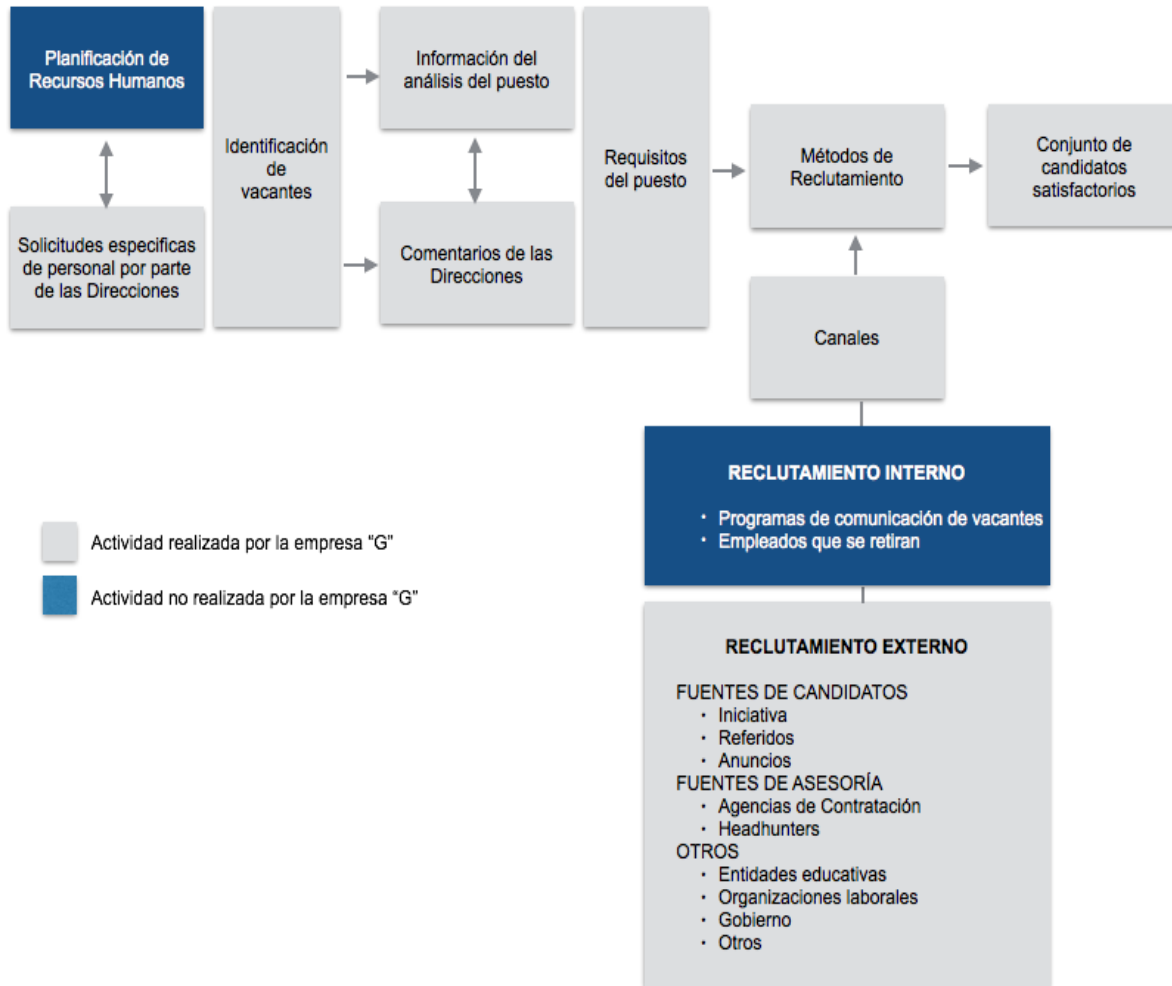 Planificación de
Recursos Humanos
Solicitudes especificas
de personal por parte
de las Direcciones
Identificación
de
vacantes
Información del
análisis del puesto
Comentarios de las
Direcciones
Requisitos
del puesto
Métodos de
Reclutamiento
Conjunto de
candidatos
satisfactorios
Canales
RECLUTAMIENTO INTERNO
· Programas de comunicación de vacantes
· Empleados que se retiran
Actividad realizada por la empresa “G”
Actividad no realizada por la empresa “G”
RECLUTAMIENTO EXTERNO
FUENTES DE CANDIDATOS
· Iniciativa
· Referidos
· Anuncios
FUENTES DE ASESORÍA
· Agencias de Contratación
· Headhunters
OTROS
· Entidades educativas
· Organizaciones laborales
· Gobierno
· Otros